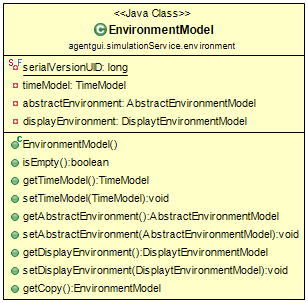 <<Java Class>>
EnvironmentModel
agentgui.simulationService.environment
serialVersionUID: long
timeModel: TimeModel
abstractEnvironment: AbstractEnvironmentModel
displayEnvironment: DisplaytEnvironmentModel
EnvironmentModel()
isEmpty():boolean
getTimeModel():TimeModel
setTimeModel(TimeModel):void
getAbstractEnvironment():AbstractEnvironmentModel
setAbstractEnvironment(AbstractEnvironmentModel):void
getDisplayEnvironment():DisplaytEnvironmentModel
setDisplayEnvironment(DisplaytEnvironmentModel):void
getCopy():EnvironmentModel